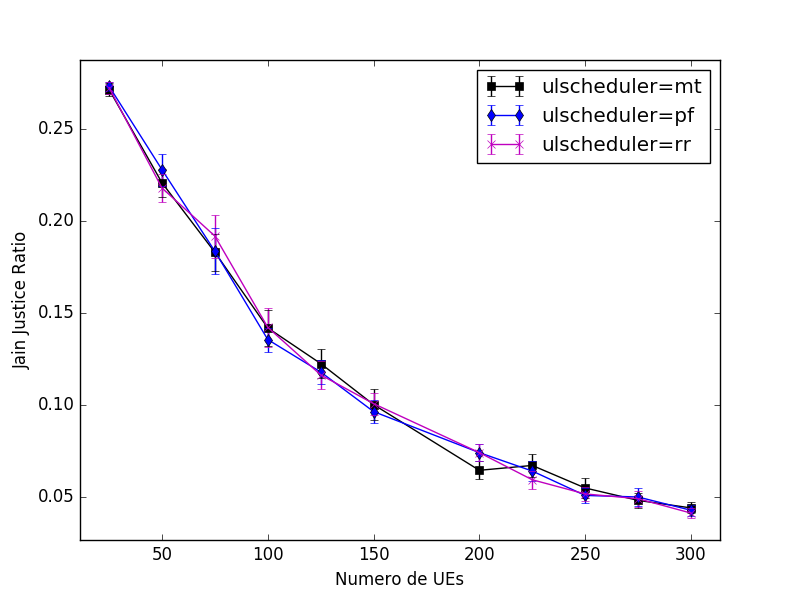 ulscheduler=mt
ulscheduler=pf
ulscheduler=rr
0.25
0.20
0.15
0.10
0.05
Jain Justice Ratio
50 100 150 200 250 300
Numero de UEs